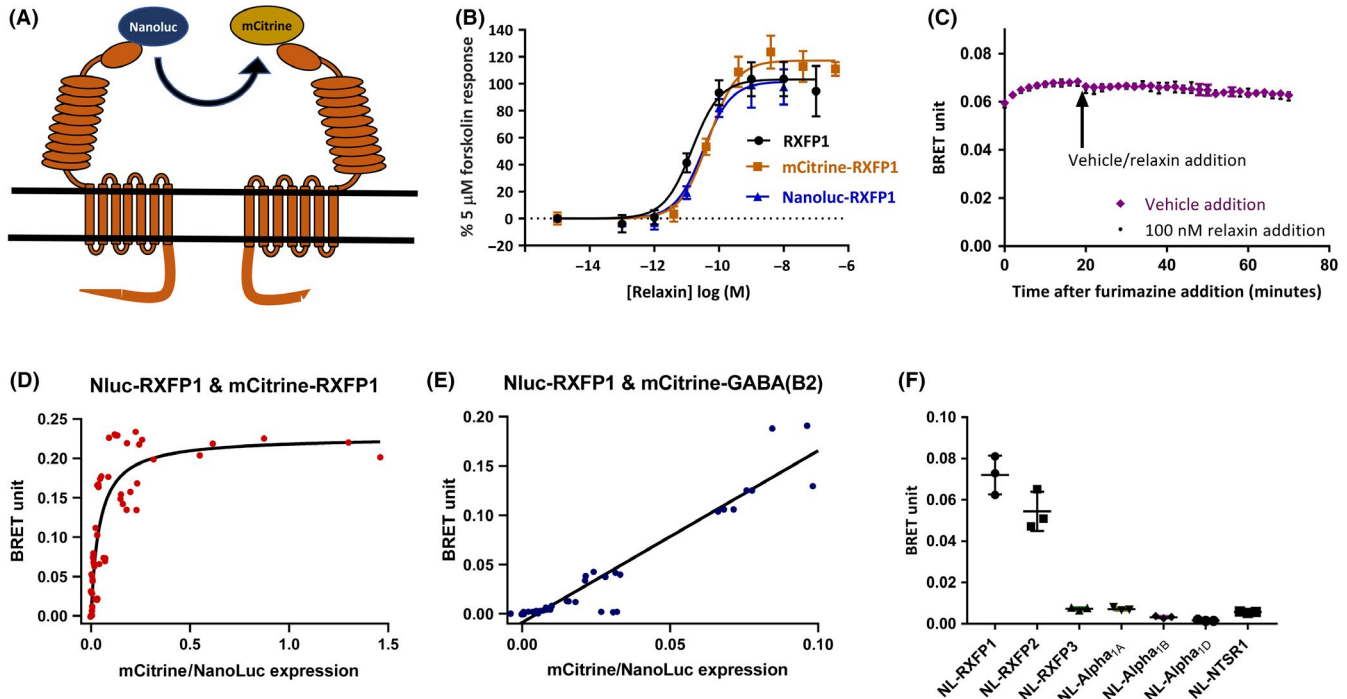 (A)
Nanoluc
mCitrine
(B)
% 5 μM forskolin response
140
120
100
80
60
40
20
0
−20
−14
−12
−10
−8
−6
[Relaxin] log (M)
RXFP1
mCitrine-RXFP1
Nanoluc-RXFP1
(C)
BRET unit
0.08
0.06
0.04
0.02
0.00
0
20
40
60
80
Time after furimazine addition (minutes)
Vehicle/relaxin addition
Vehicle addition
100 nM relaxin addition
(D)
Nluc-RXFP1 & mCitrine-RXFP1
BRET unit
0.25
0.20
0.15
0.10
0.05
0.00
0.0
0.5
1.0
1.5
mCitrine/NanoLuc expression
(E)
Nluc-RXFP1 & mCitrine-GABA(B2)
BRET unit
0.20
0.15
0.10
0.05
0.00
0.00
0.05
0.10
mCitrine/NanoLuc expression
(F)
BRET unit
0.10
0.08
0.06
0.04
0.02
0.00
NL-RXFP1
NL-RXFP2
NL-RXFP3
NL-Alpha1A
NL-Alpha1B
NL-Alpha1D
NL-NTSR1